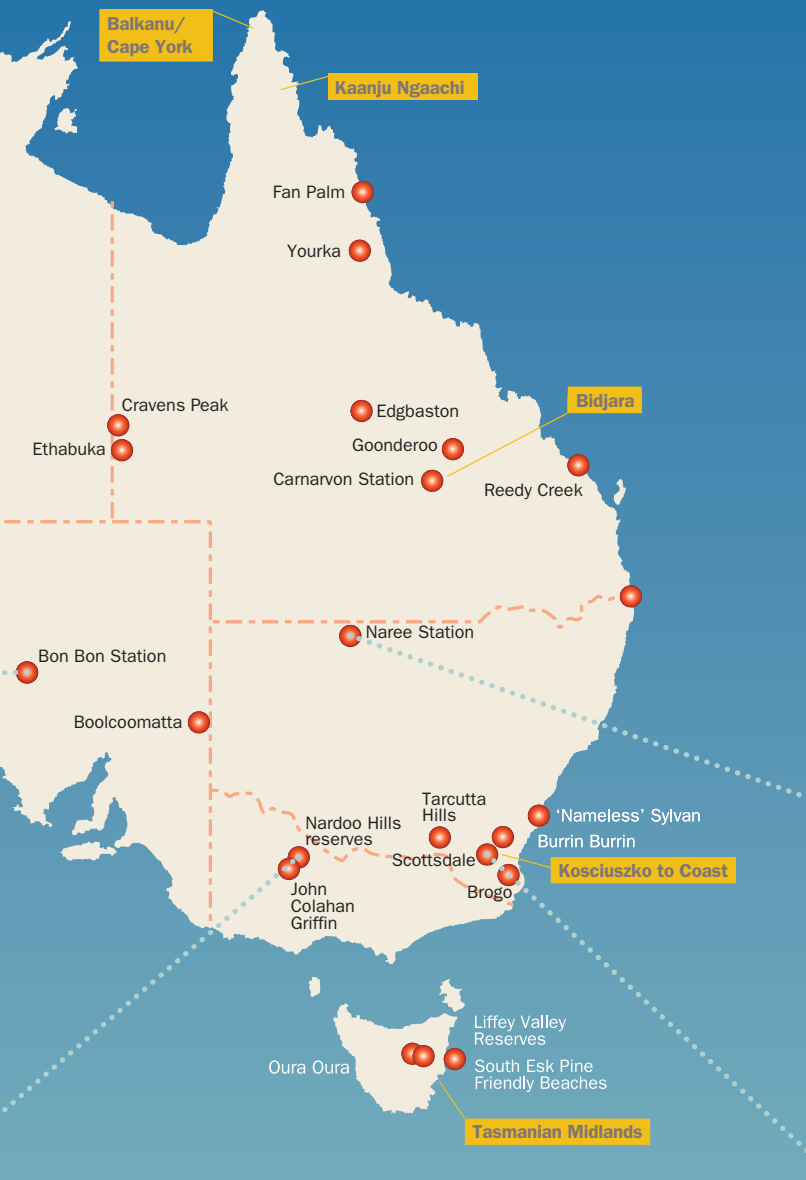 Balkanu/
Cape York
Kaanju Ngaachi
Fan Palm
Yourka
Cravens Peak
Ethabuka
Edgbaston
Bidjara
Goonderoo
Carnarvon Station
Reedy Creek
Naree Station
Bon Bon Station
Boolcoomatta
Tarcutta
Hills
'Nameless' Sylvan
Nardoo Hills
reserves
Burrin Burrin
Scottsdale
Kosciuszko to Coast
Brogo
John
Colahan
Griffin
Liffey Valley
Reserves
Oura Oura
South Esk Pine
Friendly Beaches
Tasmanian Midlands